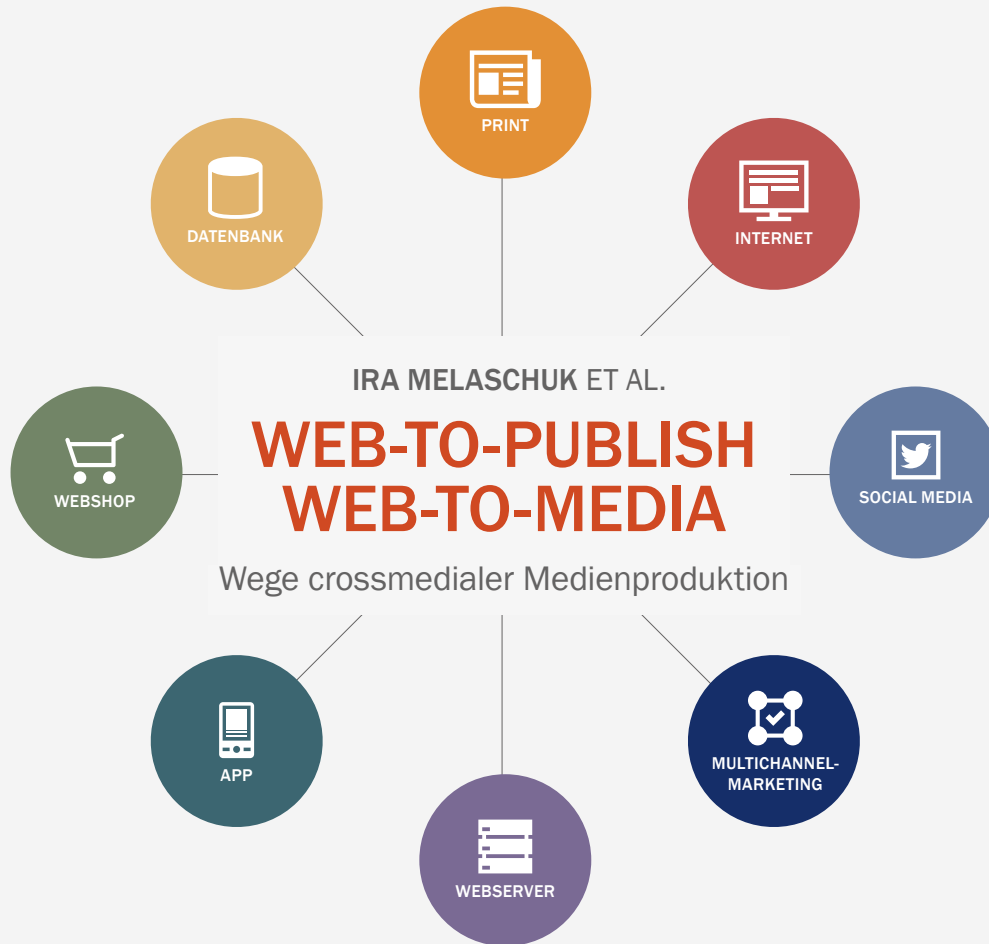 PRINT
DATENBANK
INTERNET
IRA MELASCHUK ET AL.
WEB-TO-PUBLISH
WEB-TO-MEDIA
Wege crossmedialer Medienproduktion
WEBSHOP
SOCIAL MEDIA
APP
MULTICHANNEL-
MARKETING
WEBSERVER